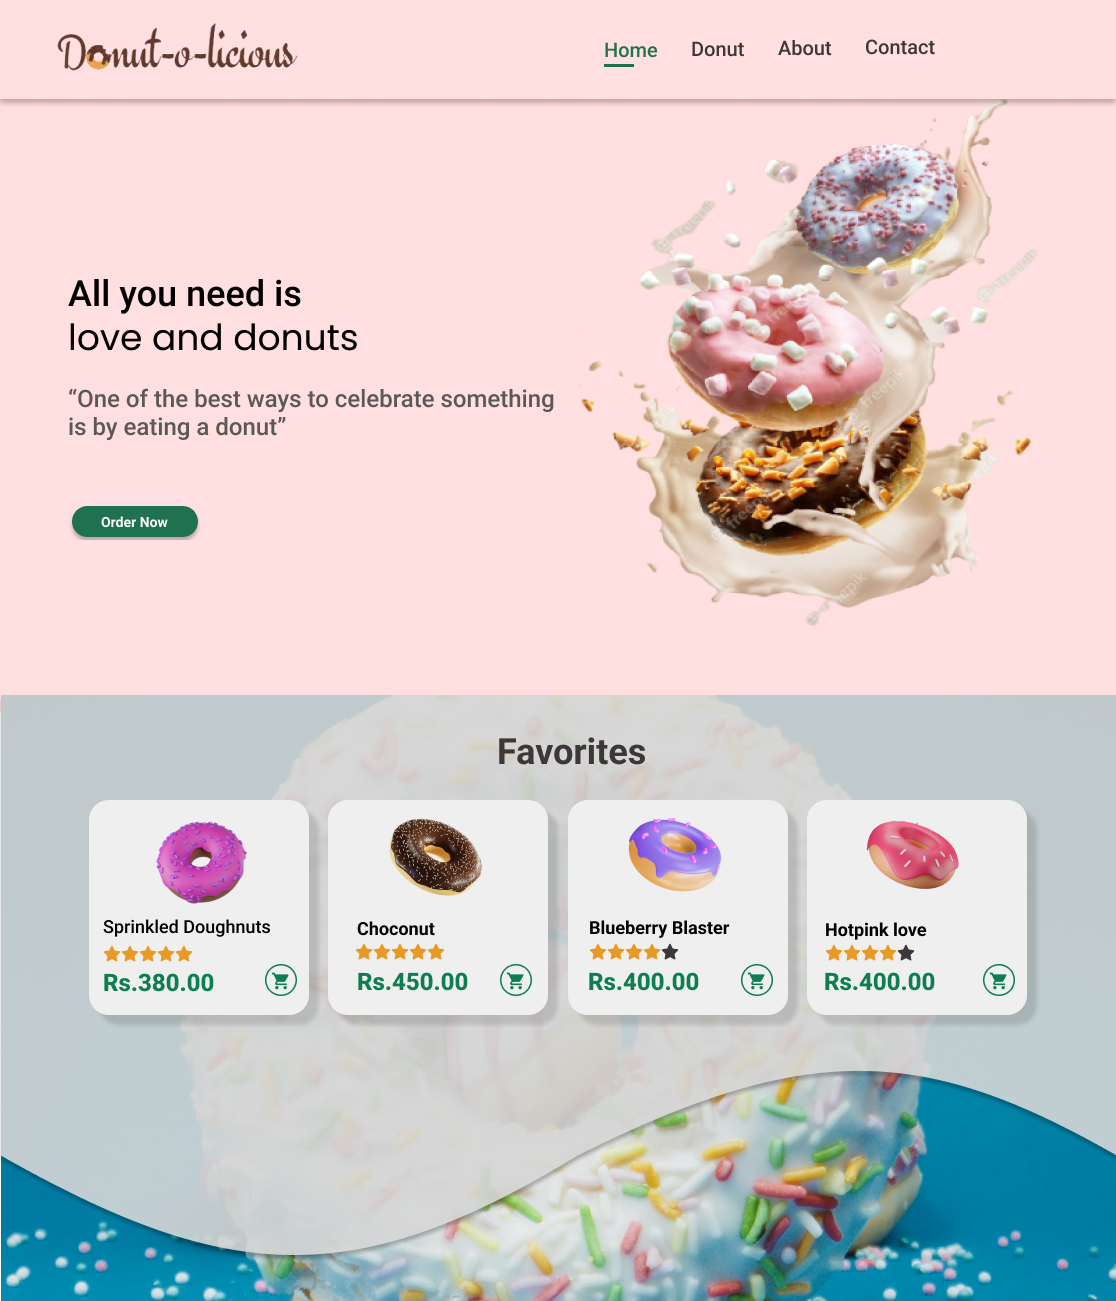 Donut-o-licious
Home Donut About Contact
All you need is
love and donuts
“One of the best ways to celebrate something
is by eating a donut”
Order Now
Favorites
Sprinkled Doughnuts
Rs.380.00
Choconut
Rs.450.00
Blueberry Blaster
Rs.400.00
Hotpink love
Rs.400.00